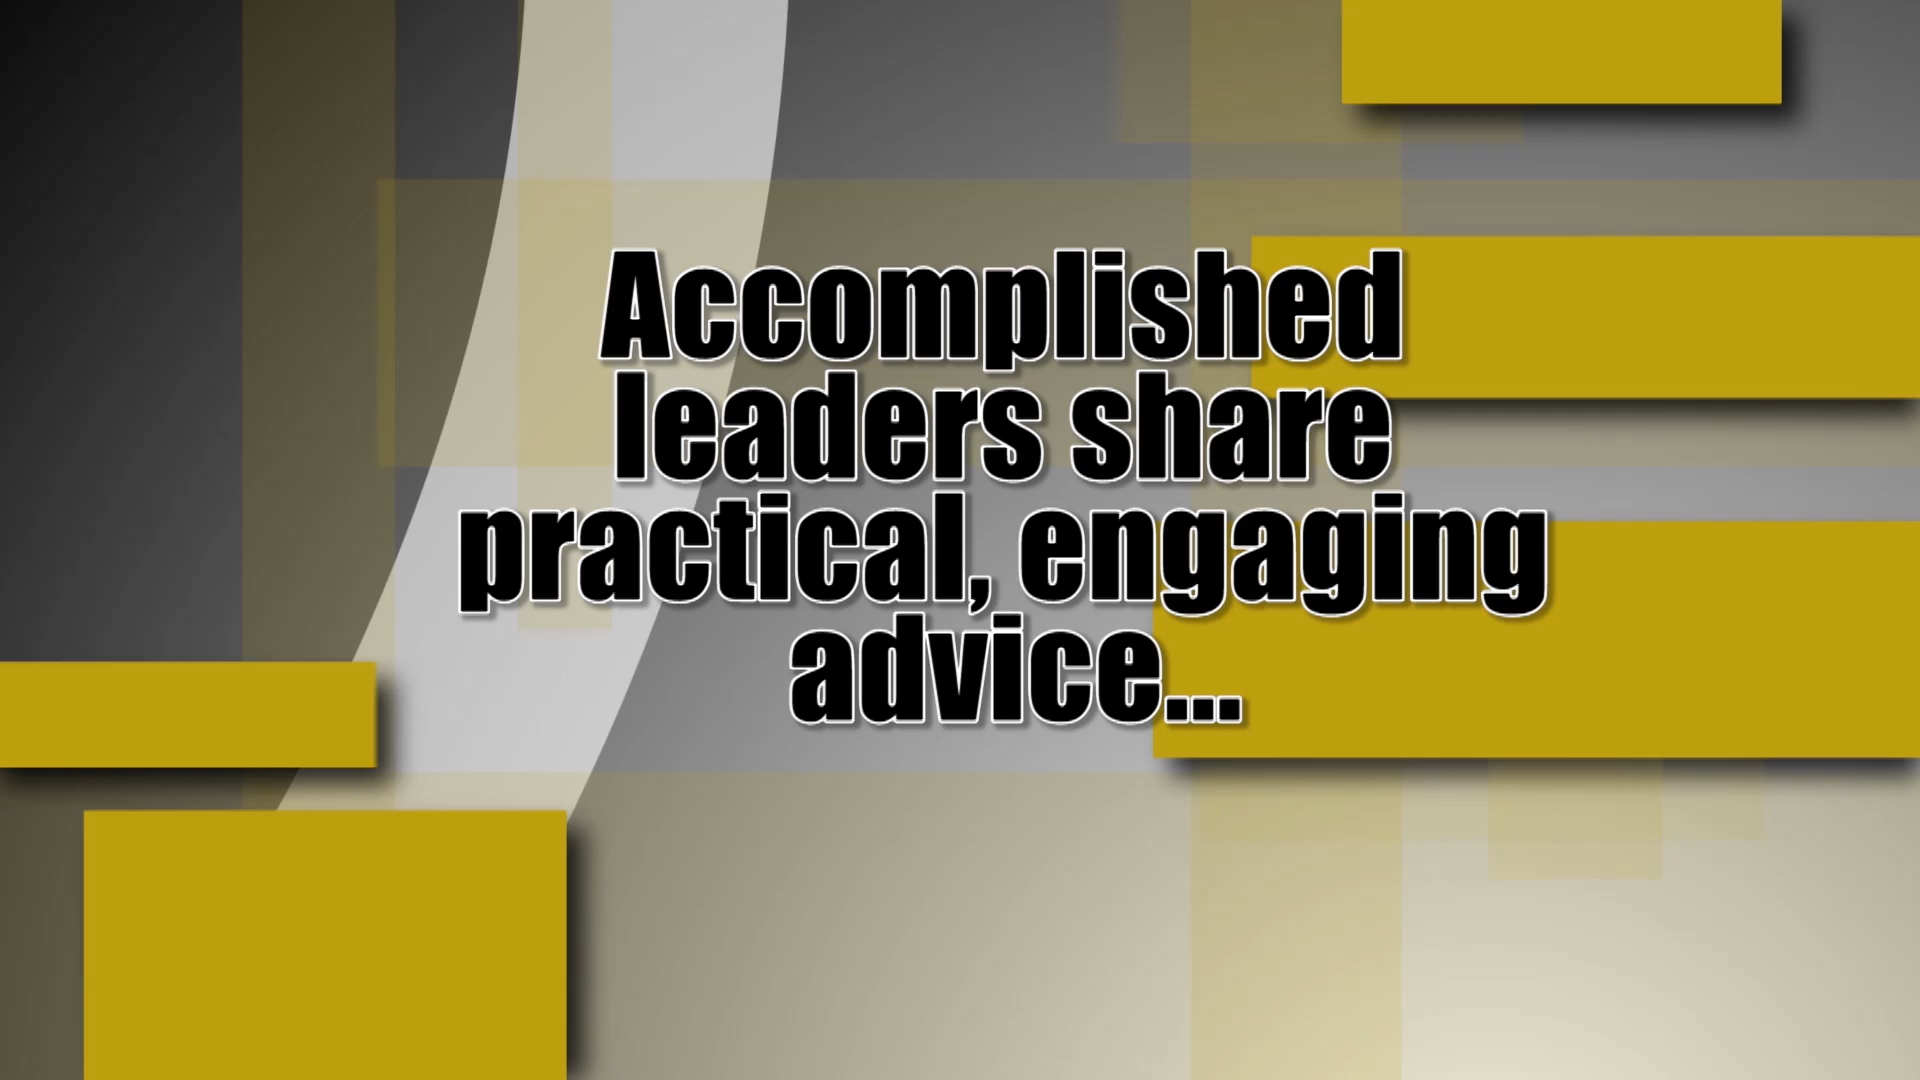 Accomplished
leaders share
practical, engaging
advice...